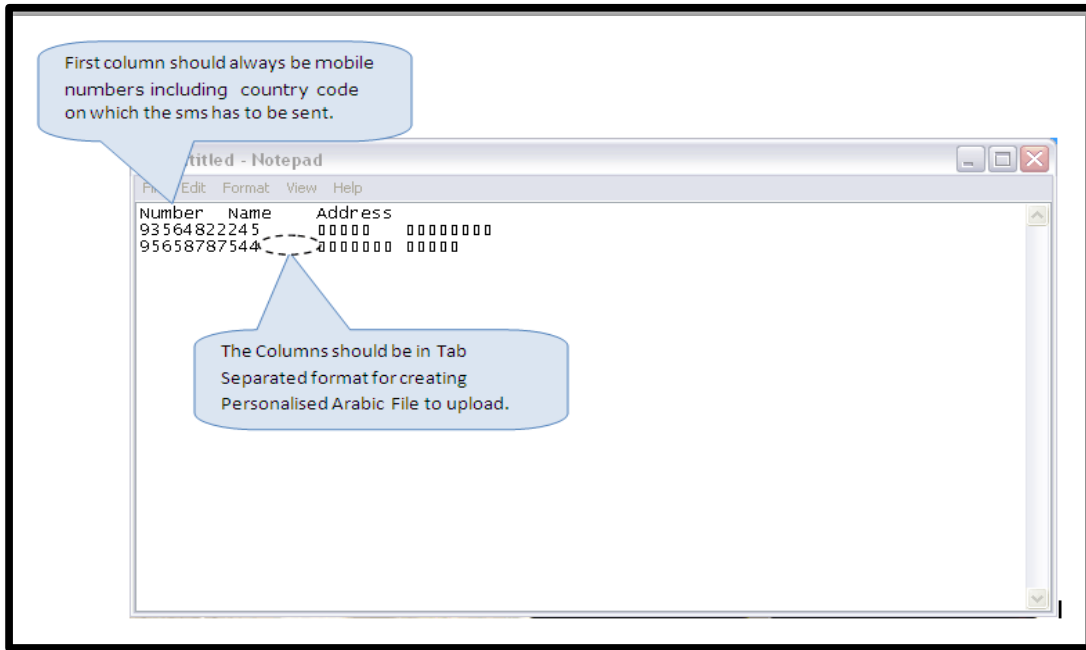 First column should always be mobile
numbers including country code
on which the sms has to be sent.
titled - Notepad
Edit Format View Help
Number Name Address
93564822245
95658787544
The Columns should be in Tab
Separated format for creating
Personalised Arabic File to upload.